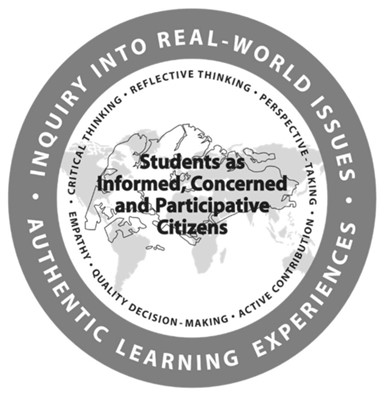 INQUIRY INTO REAL-WORLD ISSUES •
AUTHENTIC LEARNING EXPERIENCES •
• CRITICAL THINKING • REFLECTIVE THINKING • PERSPECTIVE-TAKING •
EMPATHY • QUALITY DECISION-MAKING • ACTIVE CONTRIBUTION
Students as
Informed, Concerned
and Participative
Citizens